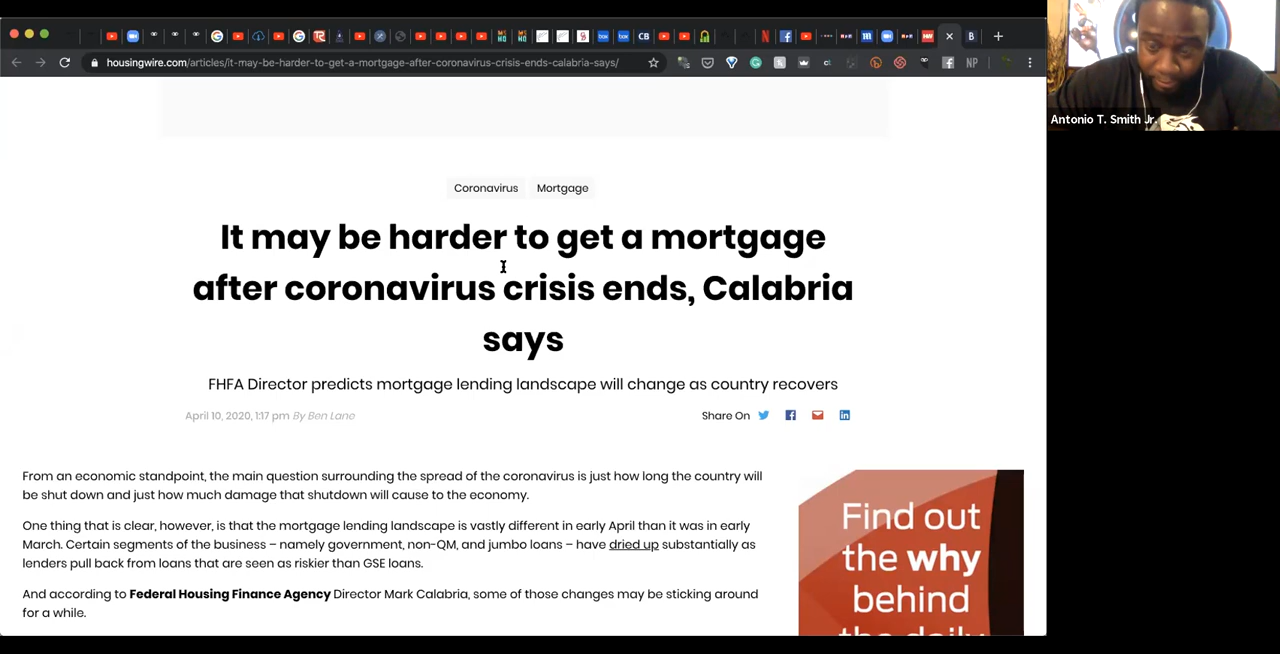 housingwire.com/articles/it-may-be-harder-to-get-a-mortgage-after-coronavirus-crisis-ends-calabria-says/
Antonio T. Smith Jr.
Coronavirus
Mortgage
It may be harder to get a mortgage
after coronavirus crisis ends, Calabria
says
FHFA Director predicts mortgage lending landscape will change as country recovers
April 10, 2020, 1:17 pm By Ben Lane
Share On
From an economic standpoint, the main question surrounding the spread of the coronavirus is just how long the country will
be shut down and just how much damage that shutdown will cause to the economy.
One thing that is clear, however, is that the mortgage lending landscape is vastly different in early April than it was in early
March. Certain segments of the business – namely government, non-QM, and jumbo loans – have dried up substantially as
lenders pull back from loans that are seen as riskier than GSE loans.
And according to Federal Housing Finance Agency Director Mark Calabria, some of those changes may be sticking around
for a while.
Find out
the why
behind
the daily